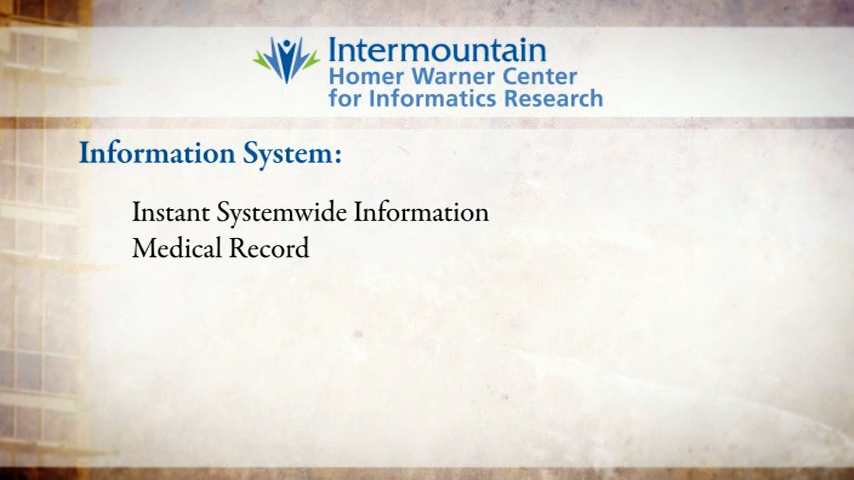 Intermountain
Homer Warner Center
for Informatics Research
Information System:
Instant Systemwide Information
Medical Record